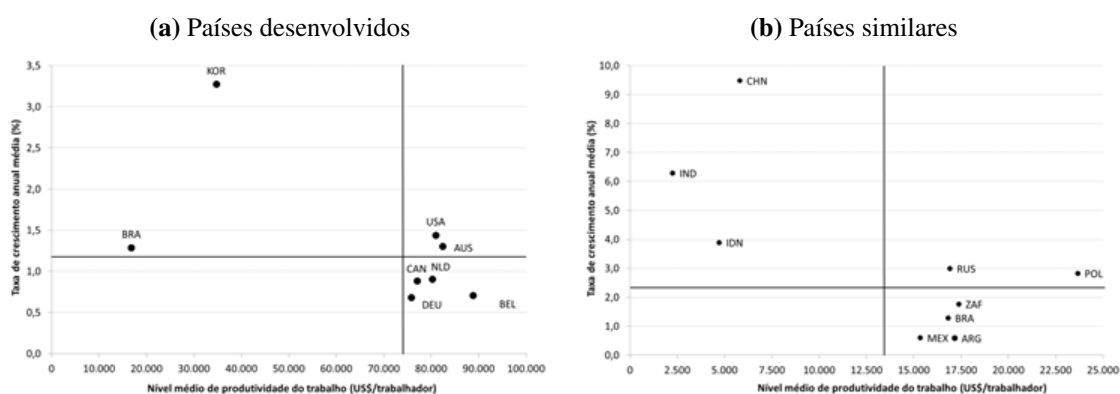 (a) Países desenvolvidos
Taxa de crescimento anual média (%)
3,5
3,0
2,5
2,0
1,5
1,0
0,5
0,0
KOR
BRA
USA
AUS
CAN
NLD
DEU
BEL
0
10.000
20.000
30.000
40.000
50.000
60.000
70.000
80.000
90.000
100.000
Nível médio de produtividade do trabalho (US$/trabalhador)
(b) Países similares
Taxa de crescimento anual média (%)
10,0
9,0
8,0
7,0
6,0
5,0
4,0
3,0
2,0
1,0
0,0
CHN
IND
IDN
RUS
POL
ZAF
BRA
MEX
ARG
0
2.500
5.000
7.500
10.000
12.500
15.000
17.500
20.000
22.500
25.000
Nível médio de produtividade do trabalho (US$/trabalhador)